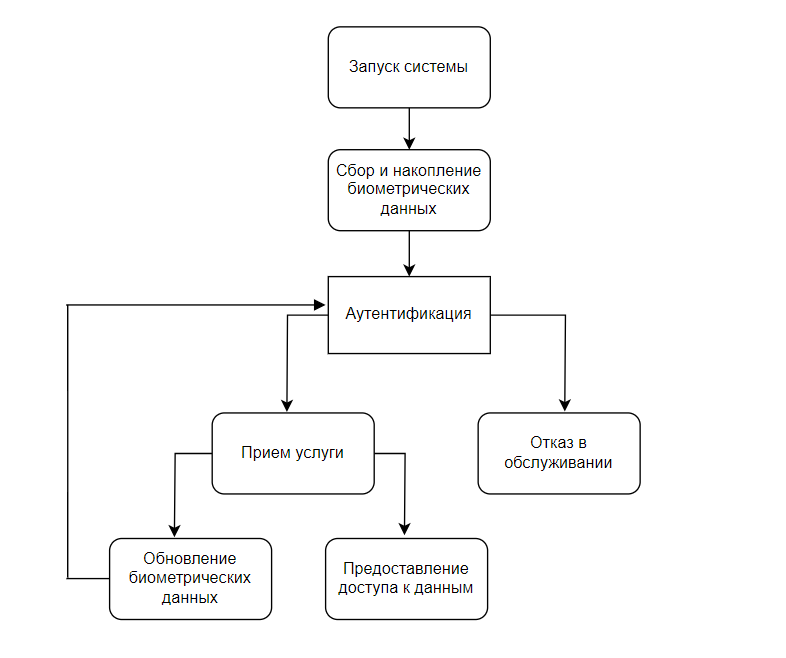 Запуск системы
Сбор и накопление
биометрических
данных
Аутентификация
Прием услуги
Отказ в
обслуживании
Обновление
биометрических
данных
Предоставление
доступа к данным